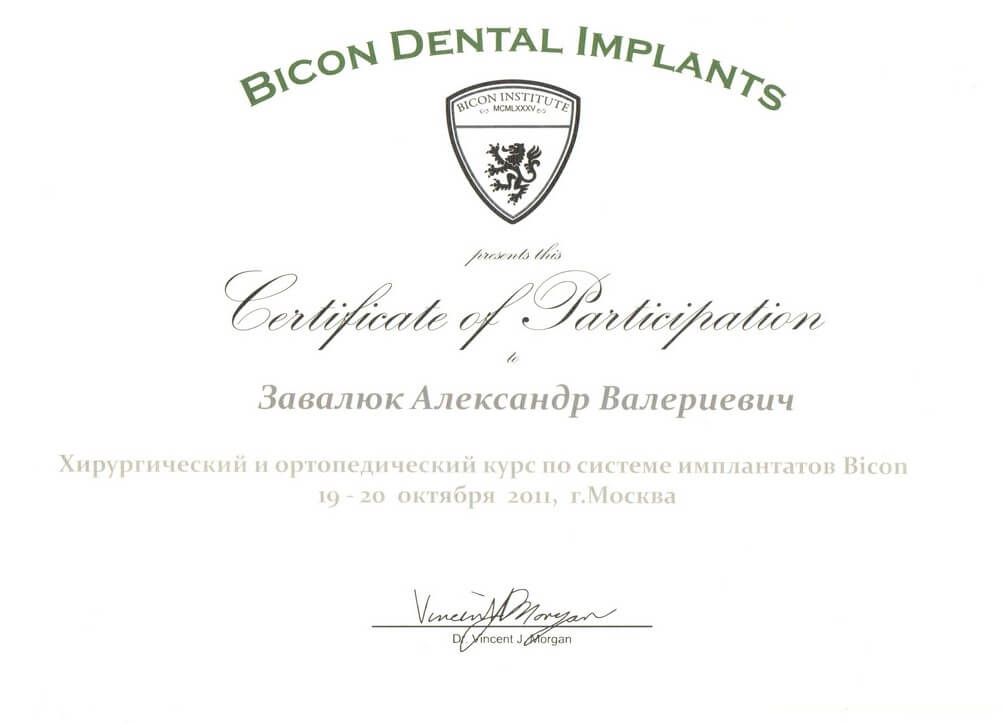 BICON DENTAL IMPLANTS
BICON INSTITUTE
MCMLXXXV
presents this
Certificate of Participation
to
Завалюк Александр Валериевич
Хирургический и ортопедический курс по системе имплантатов Bicon
19 - 20 октября 2011, г.Москва
Vincent J Morgan
Dr. Vincent J. Morgan